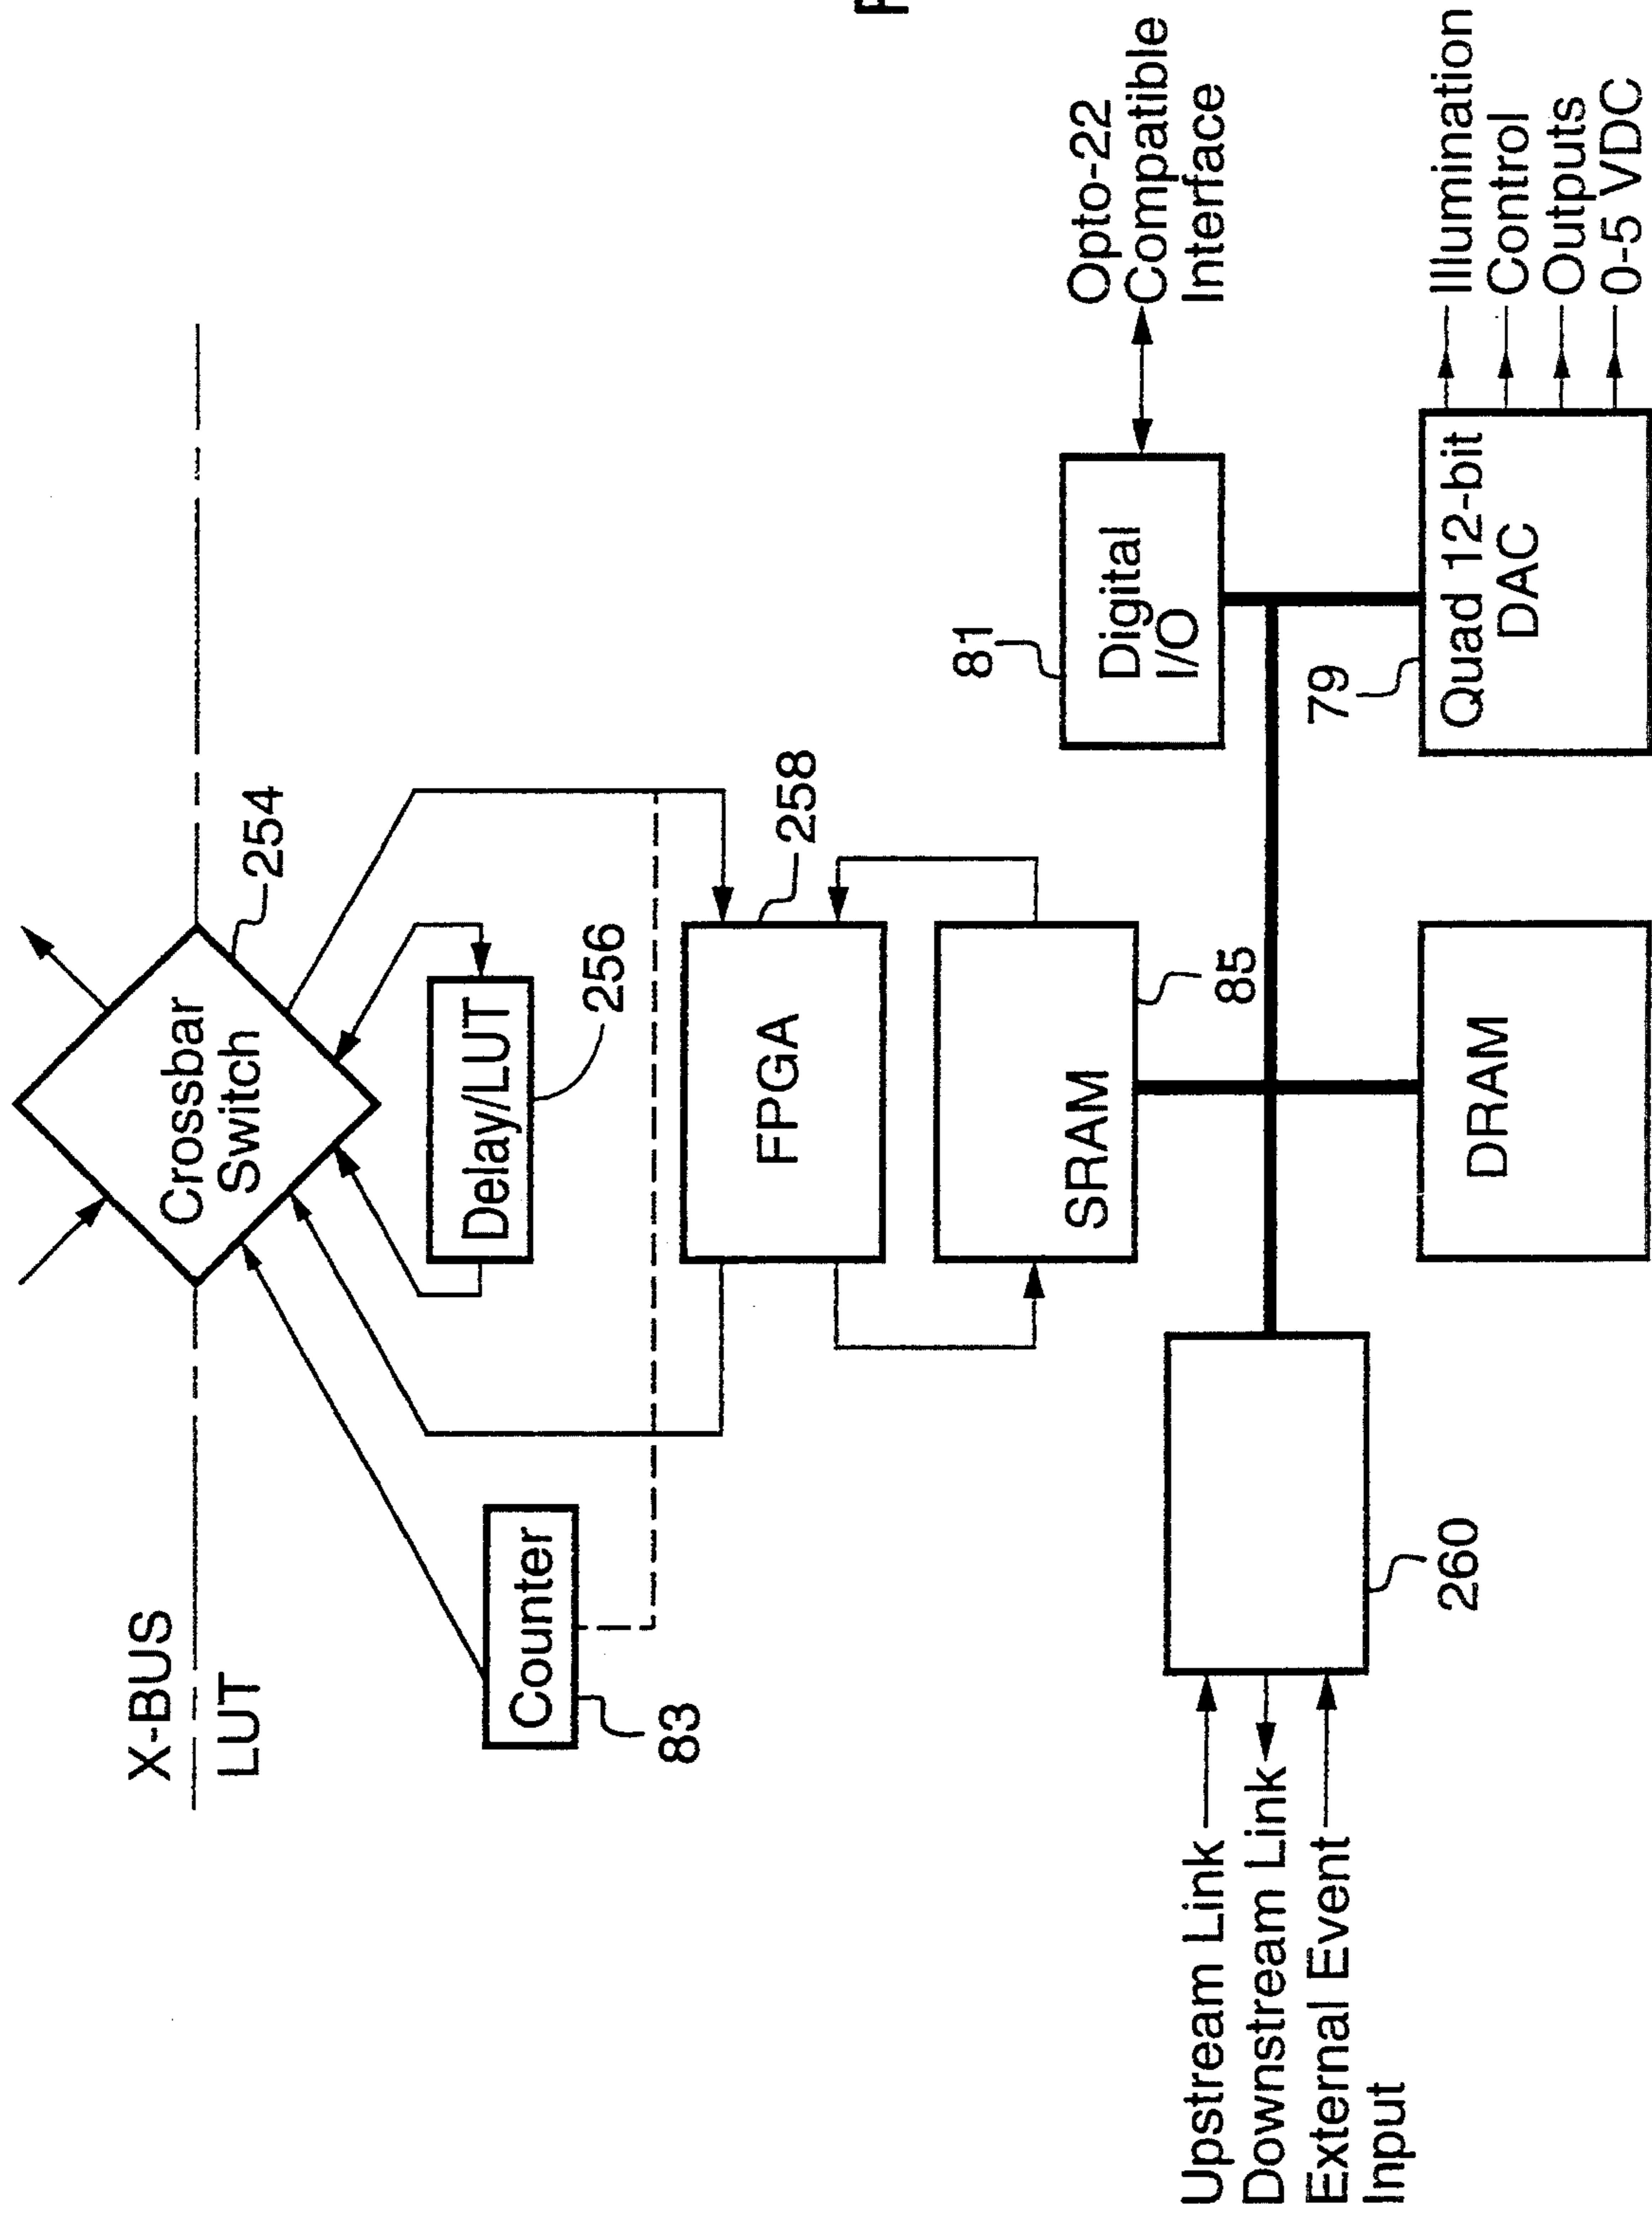 X-BUS
LUT
Crossbar
Switch
254
Delay/LUT
256
Counter
83
FPGA
258
SRAM
85
Upstream Link
Downstream Link
External Event
Input
260
DRAM
Digital
I/O
81
Opto-22
Compatible
Interface
Quad 12-bit
DAC
79
Illumination
Control
Outputs
0-5 VDC